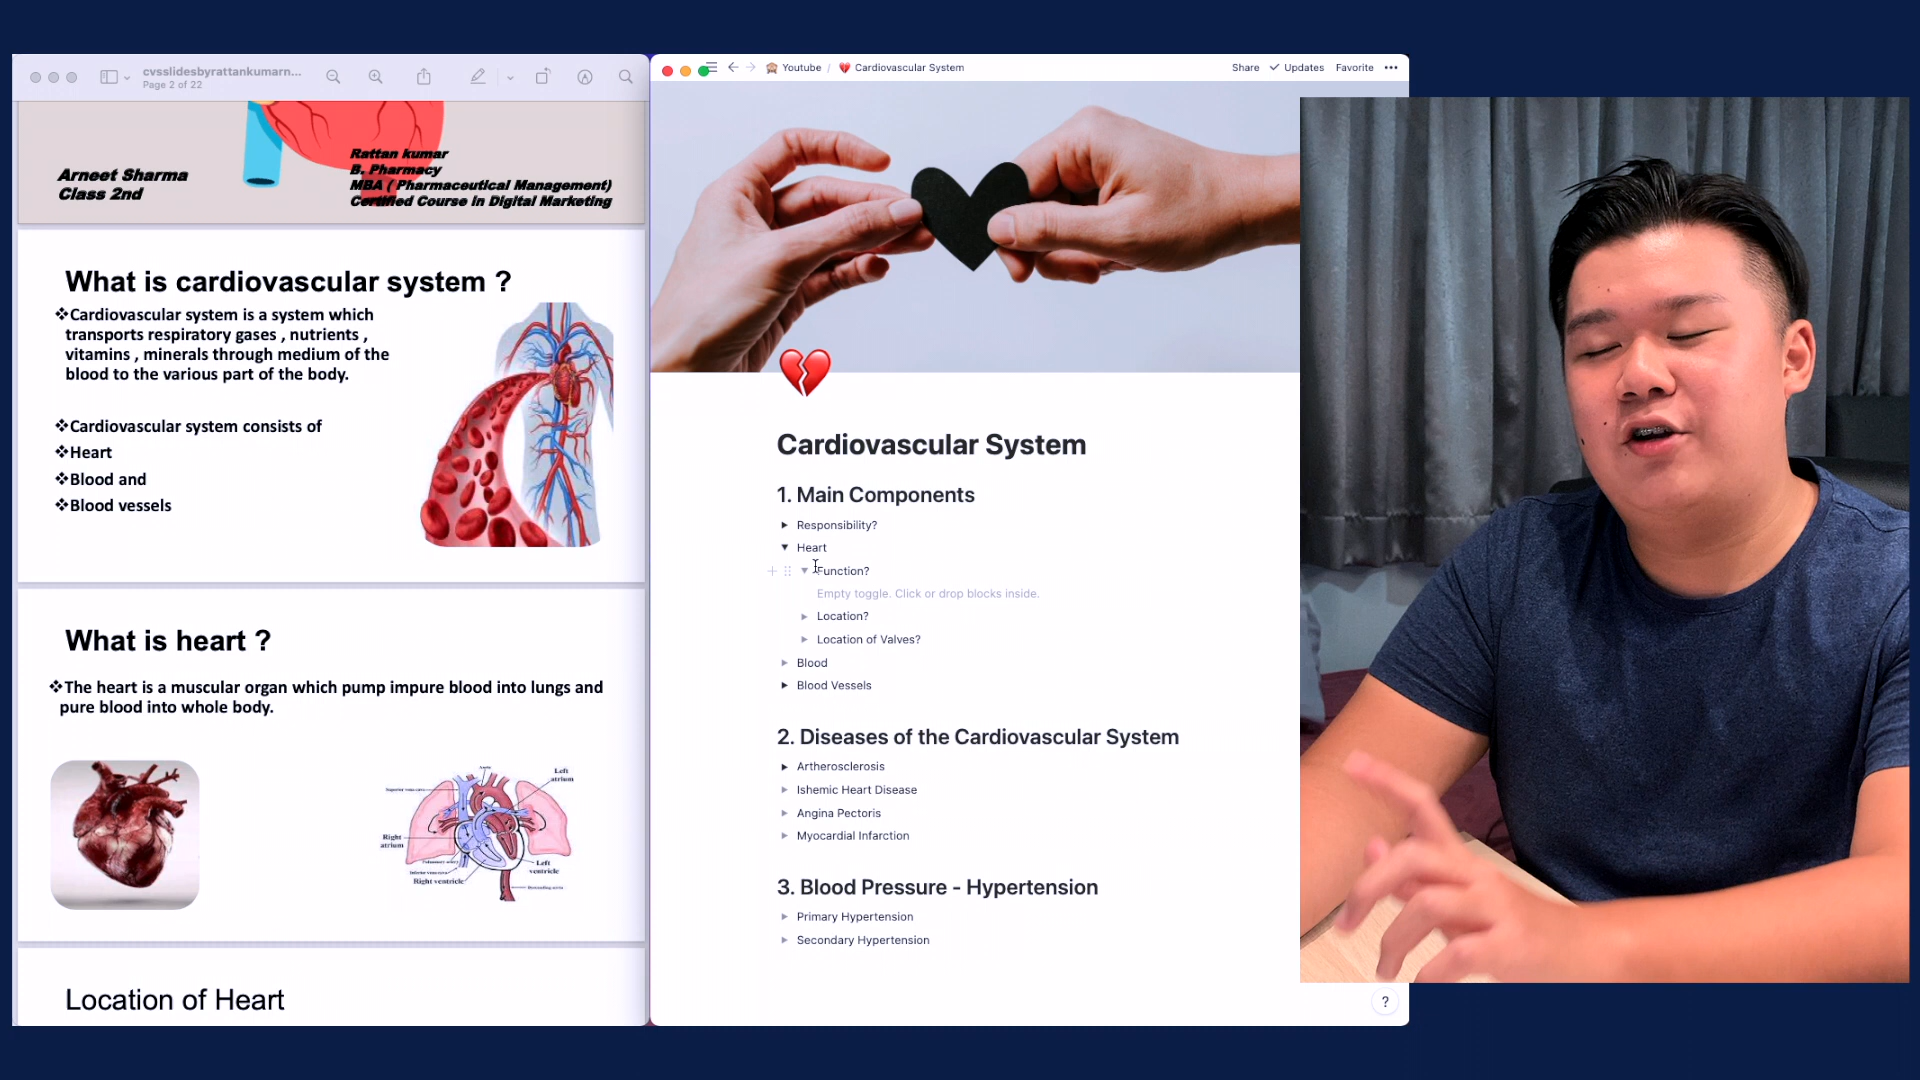 cvsslidesbyrattankumarn...
Page 2 of 22
Arneet Sharma
Class 2nd
Rattan kumar
B. Pharmacy
MBA ( Pharmaceutical Management)
Certified Course in Digital Marketing
What is cardiovascular system ?
❖Cardiovascular system is a system which
transports respiratory gases , nutrients ,
vitamins , minerals through medium of the
blood to the various part of the body.
❖Cardiovascular system consists of
❖Heart
❖Blood and
❖Blood vessels
What is heart ?
❖The heart is a muscular organ which pump impure blood into lungs and
pure blood into whole body.
Left
atrium
Right
atrium
Left
ventricle
Right ventricle
Location of Heart
Youtube / Cardiovascular System
Share Updates Favorite
Cardiovascular System
1. Main Components
Responsibility?
Heart
Function?
Empty toggle. Click or drop blocks inside.
Location?
Location of Valves?
Blood
Blood Vessels
2. Diseases of the Cardiovascular System
Artherosclerosis
Ishemic Heart Disease
Angina Pectoris
Myocardial Infarction
3. Blood Pressure - Hypertension
Primary Hypertension
Secondary Hypertension
?